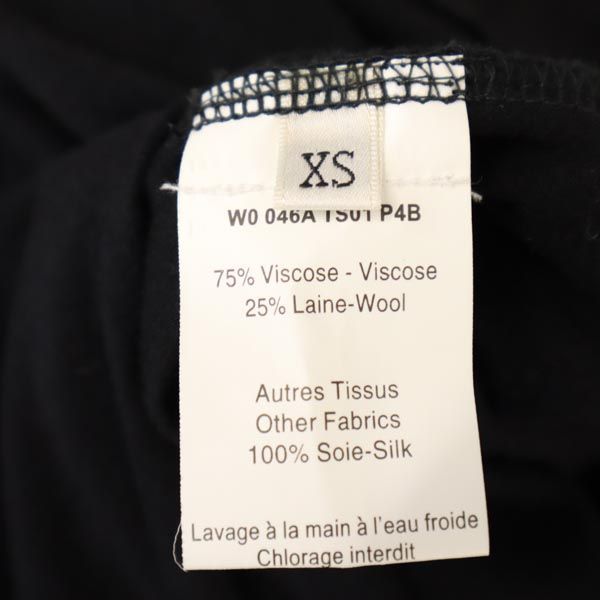 XS
W0 046A TS01 P4B
75% Viscose - Viscose
25% Laine-Wool
Autres Tissus
Other Fabrics
100% Soie-Silk
Lavage à la main à l'eau froide
Chlorage interdit